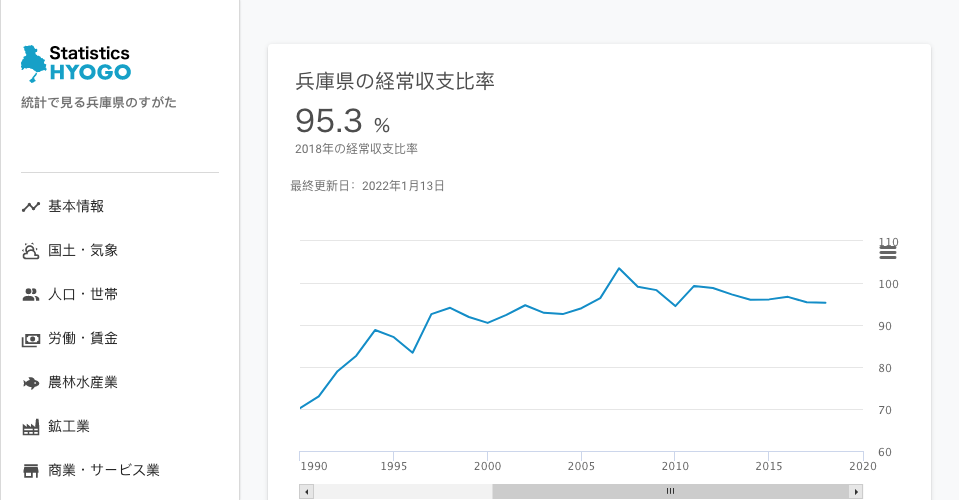 Statistics
HYOGO
統計で見る兵庫県のすがた
基本情報
国土・気象
人口・世帯
労働・賃金
農林水産業
鉱工業
商業・サービス業
兵庫県の経常収支比率
95.3 %
2018年の経常収支比率
最終更新日: 2022年1月13日
110
100
90
80
70
60
1990 1995 2000 2005 2010 2015 2020